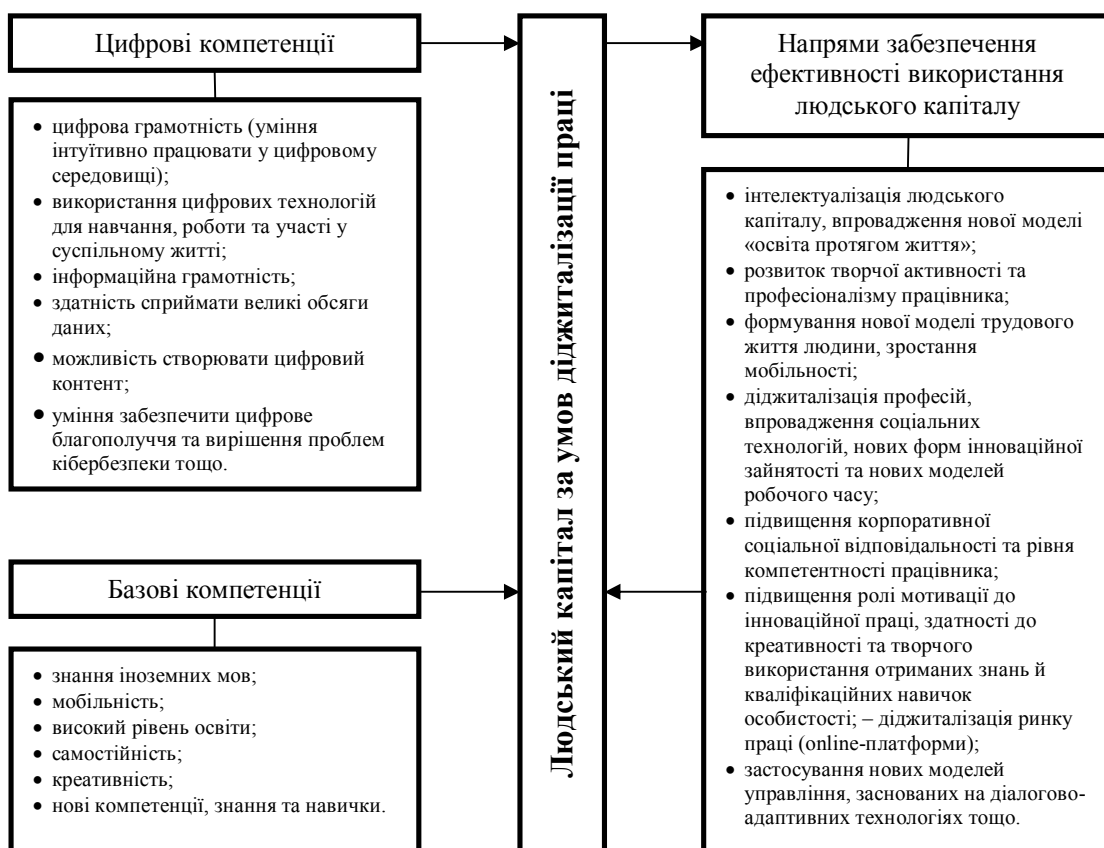 Цифрові компетенції
• цифрова грамотність (уміння
інтуїтивно працювати у цифровому
середовищі);
• використання цифрових технологій
для навчання, роботи та участі у
суспільному житті;
• інформаційна грамотність;
• здатність сприймати великі обсяги
даних;
• можливість створювати цифровий
контент;
• уміння забезпечити цифрове
благополуччя та вирішення проблем
кібербезпеки тощо.
Базові компетенції
• знання іноземних мов;
• мобільність;
• високий рівень освіти;
• самостійність;
• креативність;
• нові компетенції, знання та навички.
Людський капітал за умов діджиталізації праці
Напрями забезпечення
ефективності використання
людського капіталу
• інтелектуалізація людського
капіталу, впровадження нової моделі
«освіта протягом життя»;
• розвиток творчої активності та
професіоналізму працівника;
• формування нової моделі трудового
життя людини, зростання
мобільності;
• діджиталізація професій,
впровадження соціальних
технологій, нових форм інноваційної
зайнятості та нових моделей
робочого часу;
• підвищення корпоративної
соціальної відповідальності та рівня
компетентності працівника;
• підвищення ролі мотивації до
інноваційної праці, здатності до
креативності та творчого
використання отриманих знань й
кваліфікаційних навичок
особистості; – діджиталізація ринку
праці (online-платформи);
• застосування нових моделей
управління, заснованих на діалогово-
адаптивних технологіях тощо.